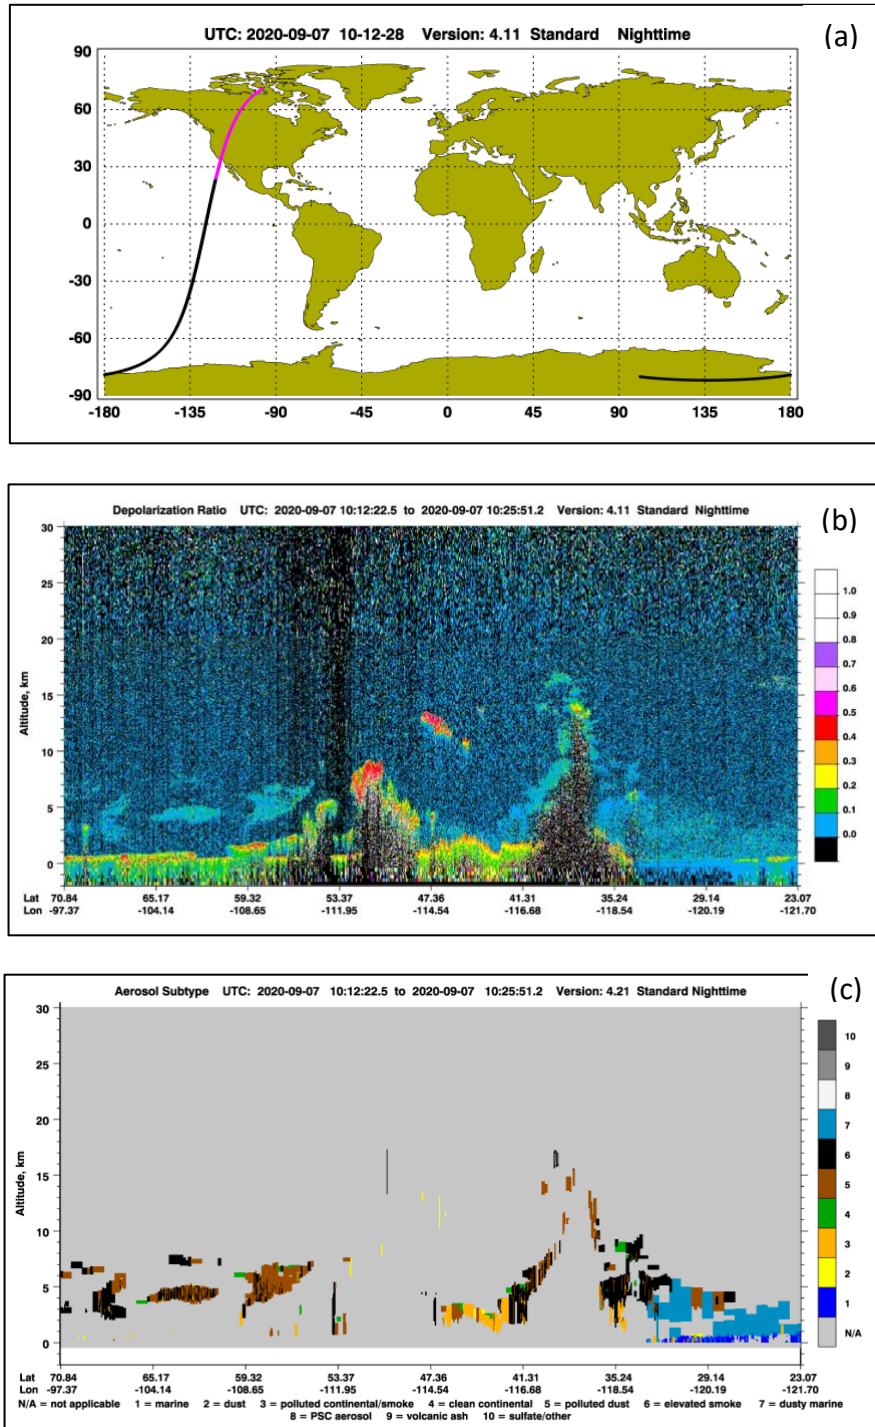 UTC: 2020-09-07 10-12-28 Version: 4.11 Standard Nighttime
(a)
90
60
30
0
-30
-60
-90
-180 -135 -90 -45 0 45 90 135 180
Depolarization Ratio UTC: 2020-09-07 10:12:22.5 to 2020-09-07 10:25:51.2 Version: 4.11 Standard Nighttime
(b)
30
25
20
15
10
5
0
Altitude, km
1.0
0.9
0.8
0.7
0.6
0.5
0.4
0.3
0.2
0.1
0.0
Lat 70.84 65.17 59.32 53.37 47.36 41.31 35.24 29.14 23.07
Lon -97.37 -104.14 -108.65 -111.95 -114.54 -116.68 -118.54 -120.19 -121.70
Aerosol Subtype UTC: 2020-09-07 10:12:22.5 to 2020-09-07 10:25:51.2 Version: 4.21 Standard Nighttime
(c)
30
25
20
15
10
5
0
Altitude, km
10
9
8
7
6
5
4
3
2
1
N/A
Lat 70.84 65.17 59.32 53.37 47.36 41.31 35.24 29.14 23.07
Lon -97.37 -104.14 -108.65 -111.95 -114.54 -116.68 -118.54 -120.19 -121.70
N/A = not applicable 1 = marine 2 = dust 3 = polluted continental/smoke 4 = clean continental 5 = polluted dust 6 = elevated smoke 7 = dusty marine
8 = PSC aerosol 9 = volcanic ash 10 = sulfate/other